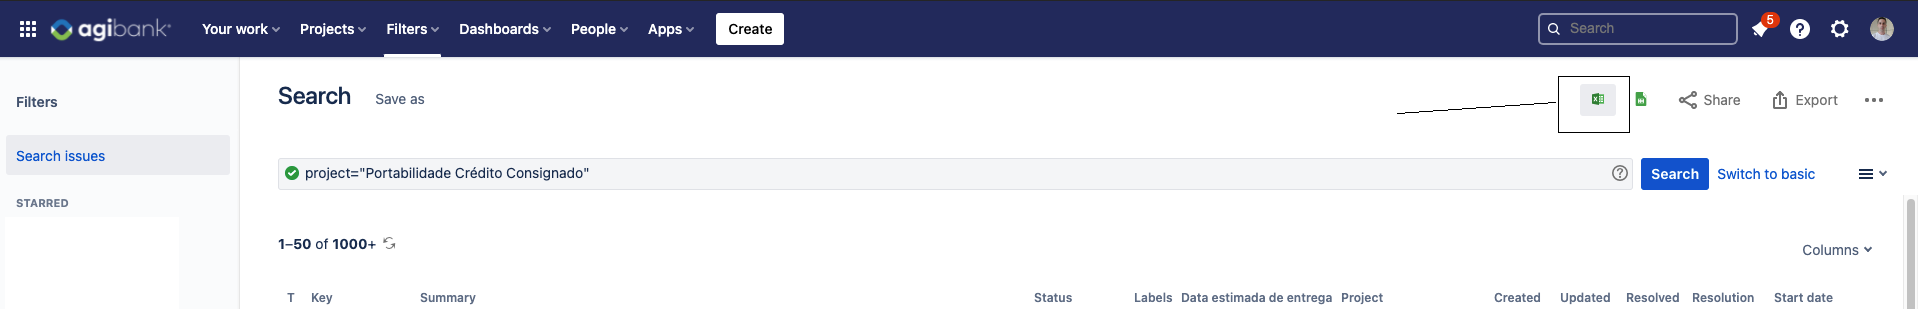 agibank Your work Projects Filters Dashboards People Apps Create Search 5
Filters
Search Save as Share Export
Search issues
project="Portabilidade Crédito Consignado" Search Switch to basic
STARRED
1–50 of 1000+
Columns
T Key Summary Status Labels Data estimada de entrega Project Created Updated Resolved Resolution Start date